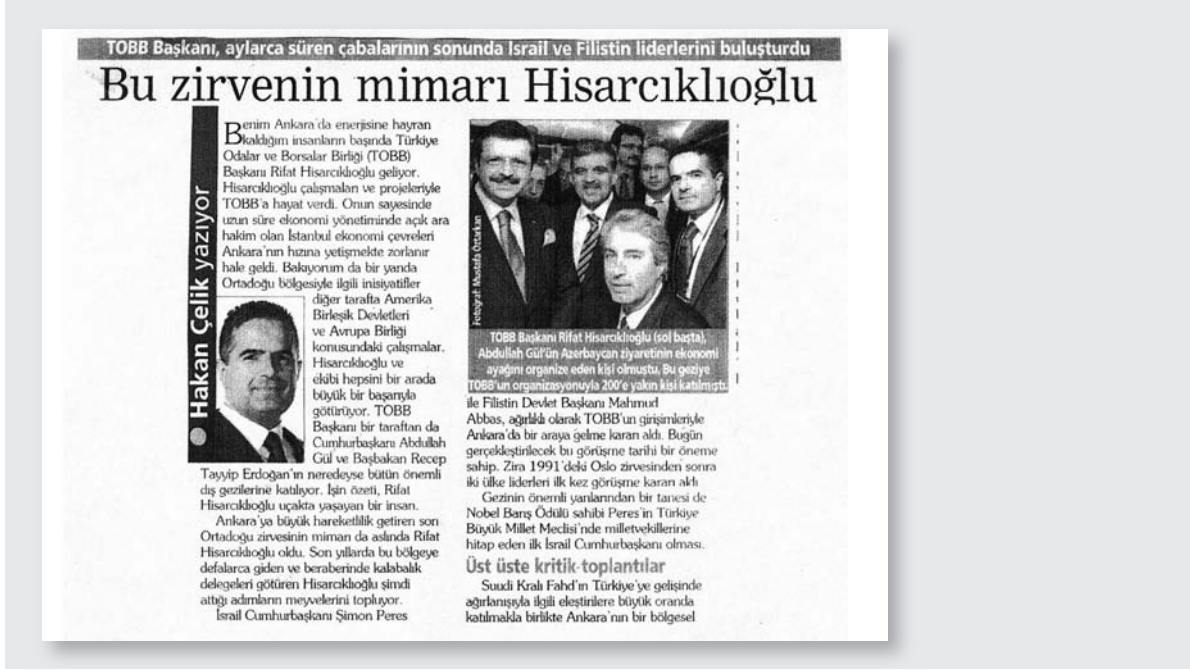 TOBB Başkanı, aylarca süren çabalarının sonunda İsrail ve Filistin liderlerini buluşturdu
Bu zirvenin mimarı Hisarcıklıoğlu
Hakan Çelik yazıyor
Benim Ankara'da enerjisine hayran
kaldığım insanların başında Türkiye
Odalar ve Borsalar Birliği (TOBB)
Başkanı Rifat Hisarcıklıoğlu geliyor.
Hisarcıklıoğlu çalışmaları ve projeleriyle
TOBB'a hayat verdi. Onun sayesinde
uzun süre ekonomi yönetiminde açık ara
hakim olan İstanbul ekonomi çevreleri
Ankara'nın hızına yetişmekte zorlanır
hale geldi. Bakıyorum da bir yanda
Ortadoğu bölgesiyle ilgili inisiyatifler
diğer tarafta Amerika
Birleşik Devletleri
ve Avrupa Birliği
konusundaki çalışmalar.
Hisarcıklıoğlu ve
ekibi hepsini bir arada
büyük bir başarıyla
götürüyor. TOBB
Başkanı bir taraftan da
Cumhurbaşkanı Abdullah
Gül ve Başbakan Recep
Tayyip Erdoğan'ın neredeyse bütün önemli
dış gezilerine katılıyor. İşin özeti, Rifat
Hisarcıklıoğlu uçakta yaşayan bir insan.
Ankara'ya büyük hareketlilik getiren son
Ortadoğu zirvesinin mimarı da aslında Rifat
Hisarcıklıoğlu oldu. Son yıllarda bu bölgeye
defalarca giden ve beraberinde kalabalık
delegeleri götüren Hisarcıklıoğlu şimdi
attığı adımların meyvelerini topluyor.
İsrail Cumhurbaşkanı Şimon Peres
Fotoğraf: Mustafa Öztarkan
TOBB Başkanı Rifat Hisarcıklıoğlu (sol başta),
Abdullah Gül'ün Azerbaycan ziyaretinin ekonomi
ayağını organize eden kişi olmuştu. Bu geziye
TOBB'un organizasyonuyla 200'e yakın kişi katılmıştı.
ile Filistin Devlet Başkanı Mahmud
Abbas, ağırlıklı olarak TOBB'un girişimleriyle
Ankara'da bir araya gelme kararı aldı. Bugün
gerçekleştirilecek bu görüşme tarihi bir öneme
sahip. Zira 1991'deki Oslo zirvesinden sonra
iki ülke liderleri ilk kez görüşme kararı aldı
Gezinin önemli yanlarından bir tanesi de
Nobel Barış Ödülü sahibi Peres'in Türkiye
Büyük Millet Meclisi'nde milletvekillerine
hitap eden ilk İsrail Cumhurbaşkanı olması.
Üst üste kritik toplantılar
Suudi Kralı Fahd'ın Türkiye'ye gelişinde
ağırlanışıyla ilgili eleştirilere büyük oranda
katılmakla birlikte Ankara'nın bir bölgesel